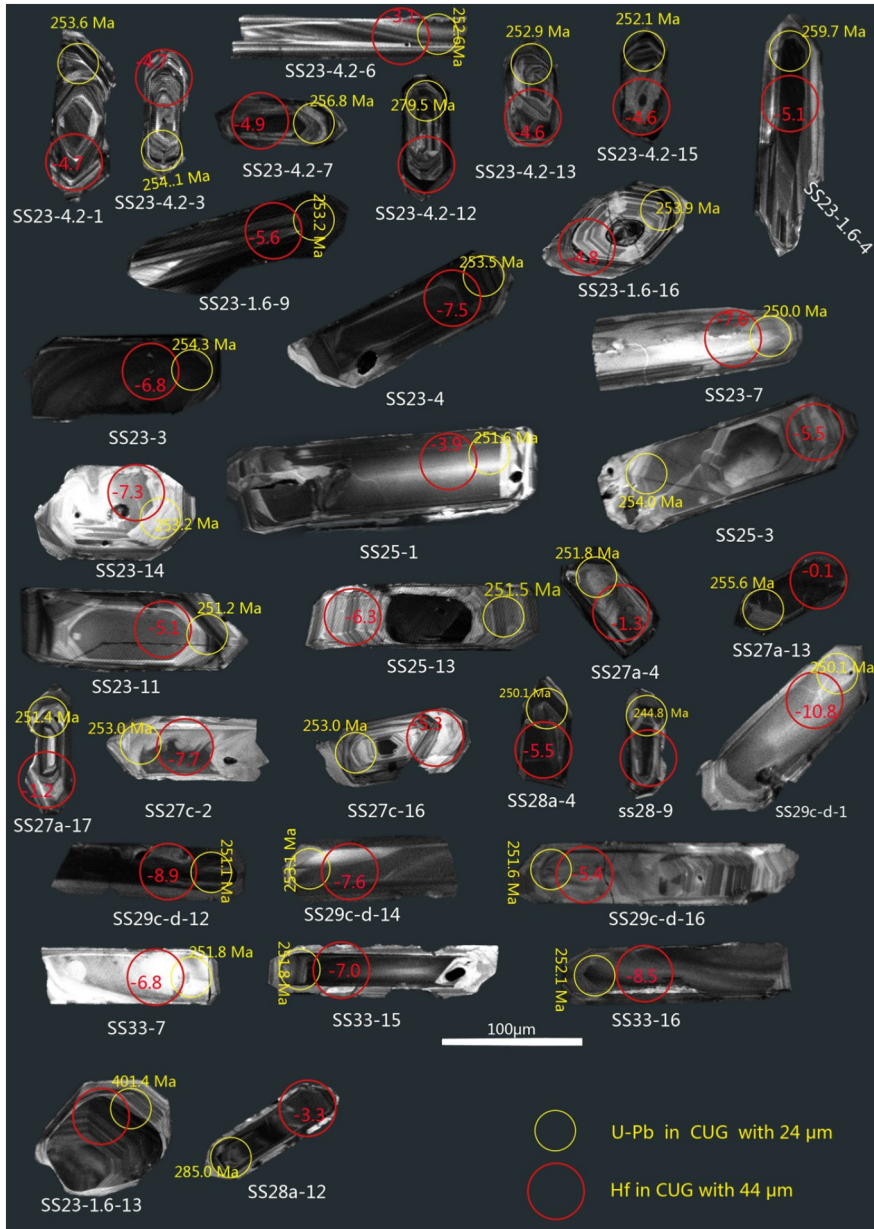 253.6 Ma
-4.7
SS23-4.2-1
-4.7
254.1 Ma
SS23-4.2-3
-3.1
252.6Ma
SS23-4.2-6
-4.9
256.8 Ma
SS23-4.2-7
279.5 Ma
SS23-4.2-12
252.9 Ma
-4.6
SS23-4.2-13
252.1 Ma
-4.6
SS23-4.2-15
259.7 Ma
-5.1
SS23-1.6-4
-5.6
253.2 Ma
SS23-1.6-9
253.9 Ma
-4.8
SS23-1.6-16
253.5 Ma
-7.5
SS23-4
254.3 Ma
-6.8
SS23-3
250.0 Ma
-7.6
SS23-7
-7.3
253.2 Ma
SS23-14
-3.9
251.6 Ma
SS25-1
-5.5
254.0 Ma
SS25-3
251.2 Ma
-5.1
SS23-11
-6.3
251.5 Ma
SS25-13
251.8 Ma
-1.3
SS27a-4
255.6 Ma
-0.1
SS27a-13
251.4 Ma
-1.2
SS27a-17
253.0 Ma
-7.7
SS27c-2
253.0 Ma
SS27c-16
250.1 Ma
-5.5
SS28a-4
244.8 Ma
ss28-9
250.1 Ma
-10.8
SS29c-d-1
-8.9
251.1 Ma
SS29c-d-12
253.1 Ma
-7.6
SS29c-d-14
251.6 Ma
-5.4
SS29c-d-16
251.8 Ma
-6.8
SS33-7
251.8 Ma
-7.0
SS33-15
252.1 Ma
-8.5
SS33-16
100μm
401.4 Ma
SS23-1.6-13
-3.3
285.0 Ma
SS28a-12
U-Pb in CUG with 24 μm
Hf in CUG with 44 μm